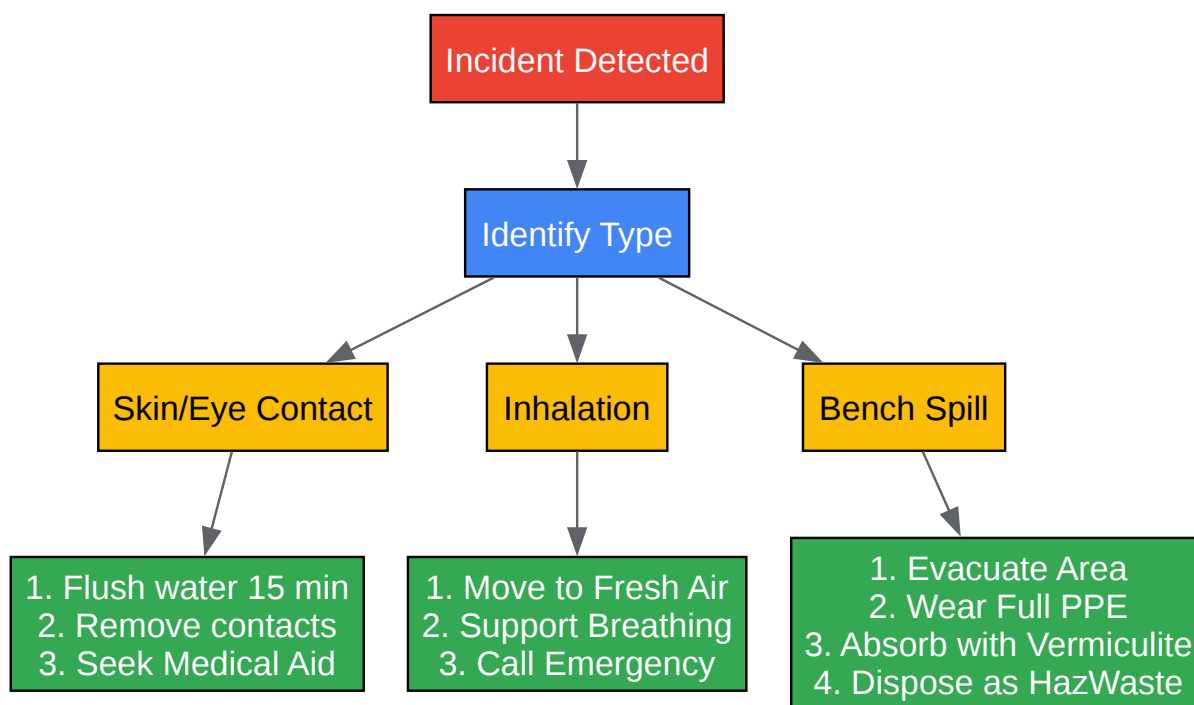 Incident Detected
Identify Type
Skin/Eye Contact
Inhalation
Bench Spill
1. Flush water 15 min
2. Remove contacts
3. Seek Medical Aid
1. Move to Fresh Air
2. Support Breathing
3. Call Emergency
1. Evacuate Area
2. Wear Full PPE
3. Absorb with Vermiculite
4. Dispose as HazWaste